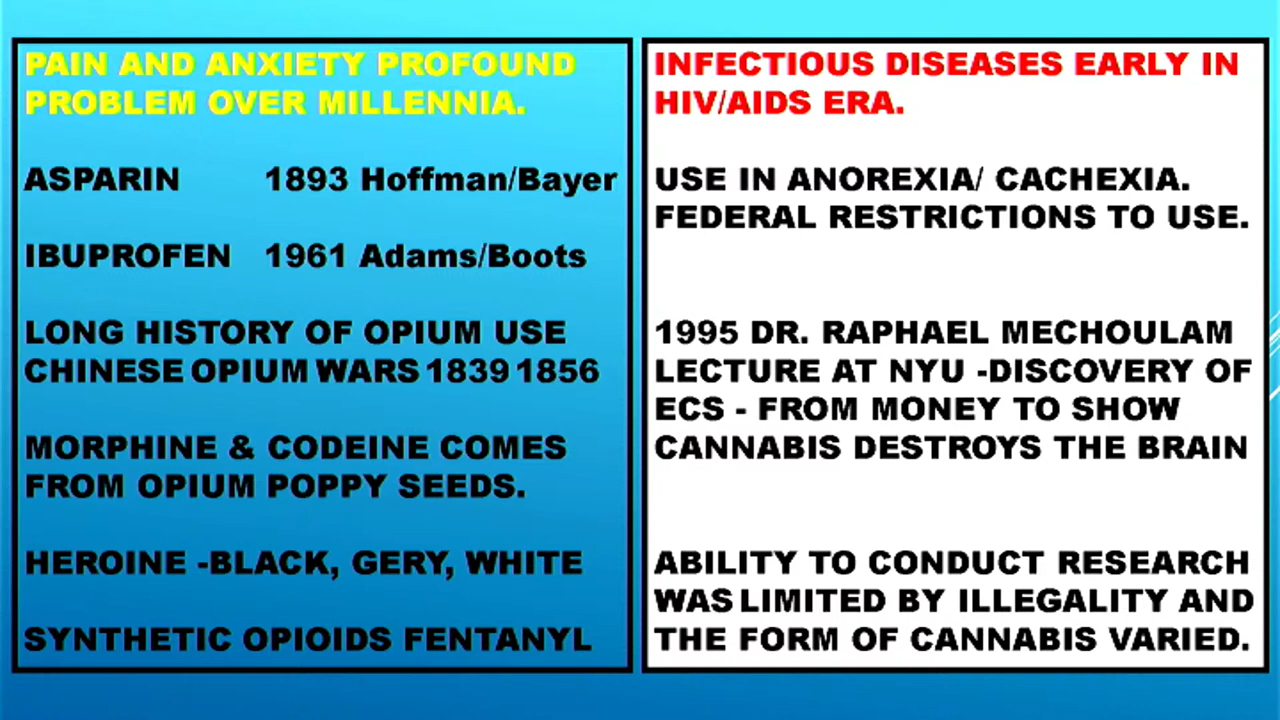 PAIN AND ANXIETY PROFOUND
PROBLEM OVER MILLENNIA.
ASPARIN 1893 Hoffman/Bayer
IBUPROFEN 1961 Adams/Boots
LONG HISTORY OF OPIUM USE
CHINESE OPIUM WARS 1839 1856
MORPHINE & CODEINE COMES
FROM OPIUM POPPY SEEDS.
HEROINE -BLACK, GERY, WHITE
SYNTHETIC OPIOIDS FENTANYL
INFECTIOUS DISEASES EARLY IN
HIV/AIDS ERA.
USE IN ANOREXIA/ CACHEXIA.
FEDERAL RESTRICTIONS TO USE.
1995 DR. RAPHAEL MECHOULAM
LECTURE AT NYU -DISCOVERY OF
ECS - FROM MONEY TO SHOW
CANNABIS DESTROYS THE BRAIN
ABILITY TO CONDUCT RESEARCH
WAS LIMITED BY ILLEGALITY AND
THE FORM OF CANNABIS VARIED.